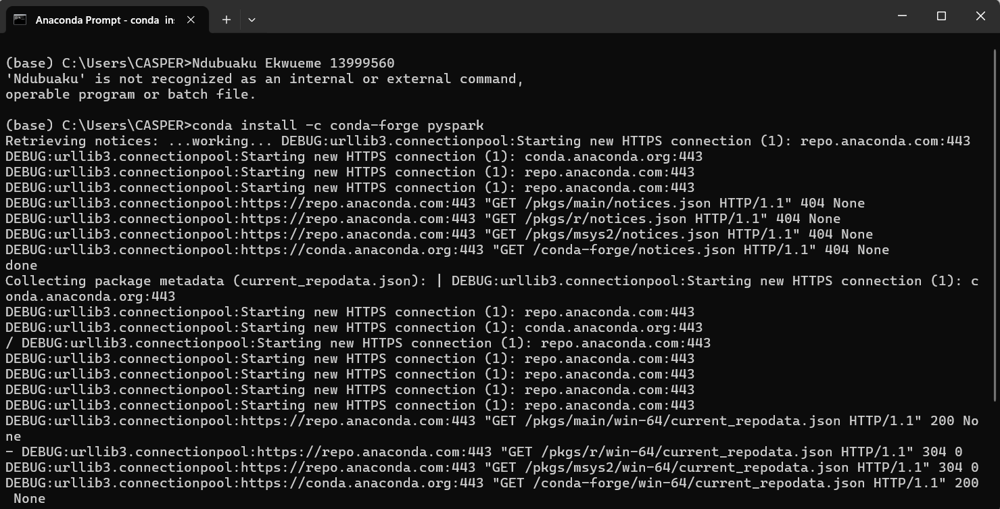 Anaconda Prompt - conda in
(base) C:\Users\CASPER>Ndubuaku Ekwueme 13999560
'Ndubuaku' is not recognized as an internal or external command,
operable program or batch file.
(base) C:\Users\CASPER>conda install -c conda-forge pyspark
Retrieving notices: ...working... DEBUG:urllib3.connectionpool:Starting new HTTPS connection (1): repo.anaconda.com:443
DEBUG:urllib3.connectionpool:Starting new HTTPS connection (1): conda.anaconda.org:443
DEBUG:urllib3.connectionpool:Starting new HTTPS connection (1): repo.anaconda.com:443
DEBUG:urllib3.connectionpool:Starting new HTTPS connection (1): repo.anaconda.com:443
DEBUG:urllib3.connectionpool:https://repo.anaconda.com:443 "GET /pkgs/main/notices.json HTTP/1.1" 404 None
DEBUG:urllib3.connectionpool:https://repo.anaconda.com:443 "GET /pkgs/r/notices.json HTTP/1.1" 404 None
DEBUG:urllib3.connectionpool:https://repo.anaconda.com:443 "GET /pkgs/msys2/notices.json HTTP/1.1" 404 None
DEBUG:urllib3.connectionpool:https://conda.anaconda.org:443 "GET /conda-forge/notices.json HTTP/1.1" 404 None
done
Collecting package metadata (current_repodata.json): | DEBUG:urllib3.connectionpool:Starting new HTTPS connection (1): c
onda.anaconda.org:443
DEBUG:urllib3.connectionpool:Starting new HTTPS connection (1): repo.anaconda.com:443
DEBUG:urllib3.connectionpool:Starting new HTTPS connection (1): conda.anaconda.org:443
/ DEBUG:urllib3.connectionpool:Starting new HTTPS connection (1): repo.anaconda.com:443
DEBUG:urllib3.connectionpool:Starting new HTTPS connection (1): repo.anaconda.com:443
DEBUG:urllib3.connectionpool:Starting new HTTPS connection (1): repo.anaconda.com:443
DEBUG:urllib3.connectionpool:Starting new HTTPS connection (1): repo.anaconda.com:443
DEBUG:urllib3.connectionpool:Starting new HTTPS connection (1): repo.anaconda.com:443
DEBUG:urllib3.connectionpool:https://repo.anaconda.com:443 "GET /pkgs/main/win-64/current_repodata.json HTTP/1.1" 200 No
ne
- DEBUG:urllib3.connectionpool:https://repo.anaconda.com:443 "GET /pkgs/r/win-64/current_repodata.json HTTP/1.1" 304 0
DEBUG:urllib3.connectionpool:https://repo.anaconda.com:443 "GET /pkgs/msys2/win-64/current_repodata.json HTTP/1.1" 304 0
DEBUG:urllib3.connectionpool:https://conda.anaconda.org:443 "GET /conda-forge/win-64/current_repodata.json HTTP/1.1" 200
 None